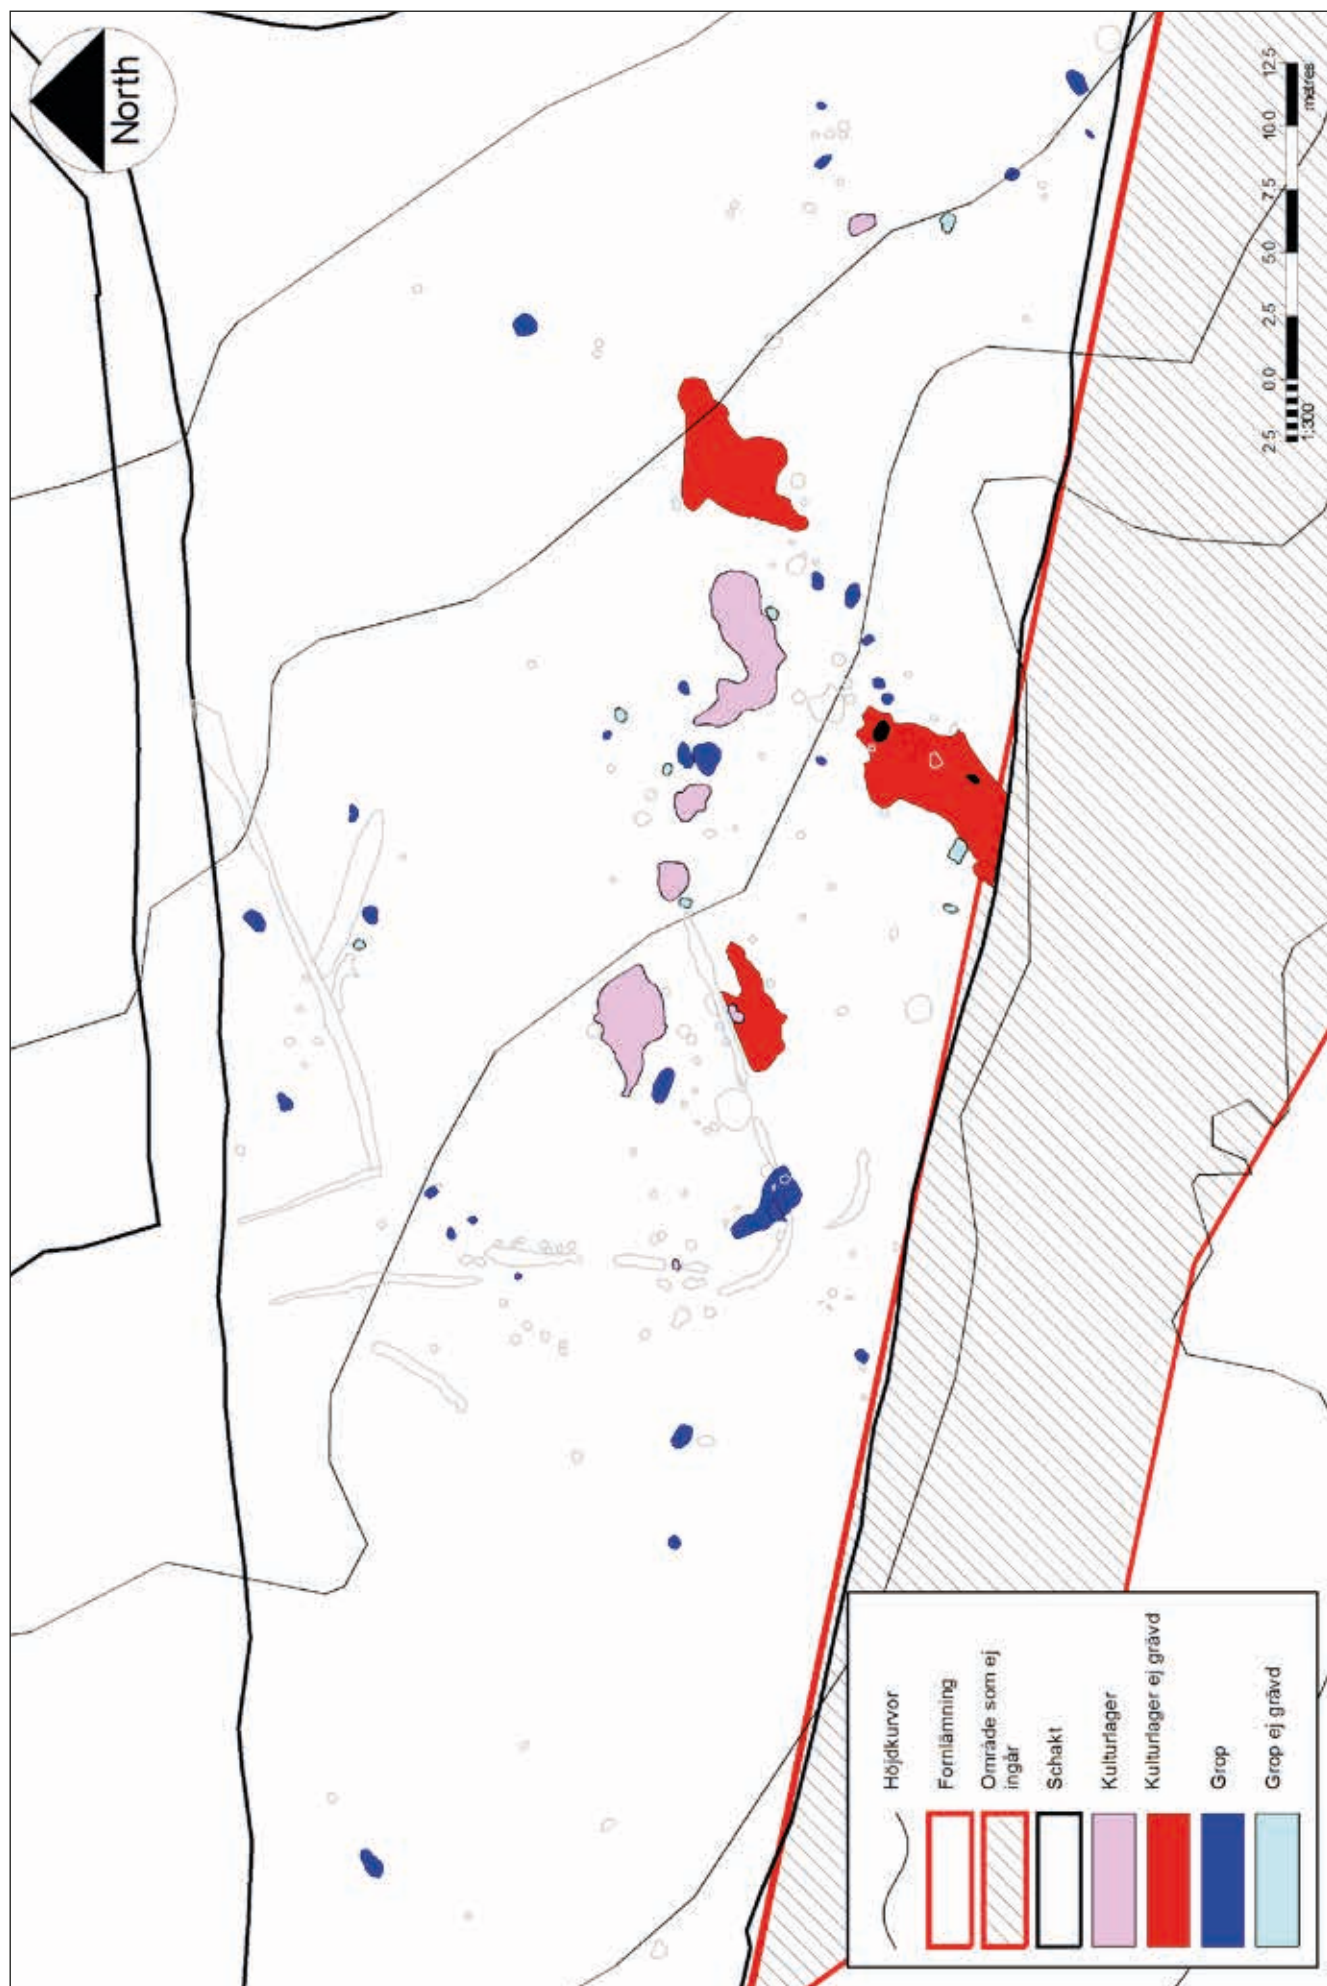 North
12.5
10.0
7.5
5.0
2.5
0.0
2.5
metres
1:300
Höjdkurvor
Fornlämning
Område som ej
ingår
Schakt
Kulturlager
Kulturlager ej grävd
Grop
Grop ej grävd